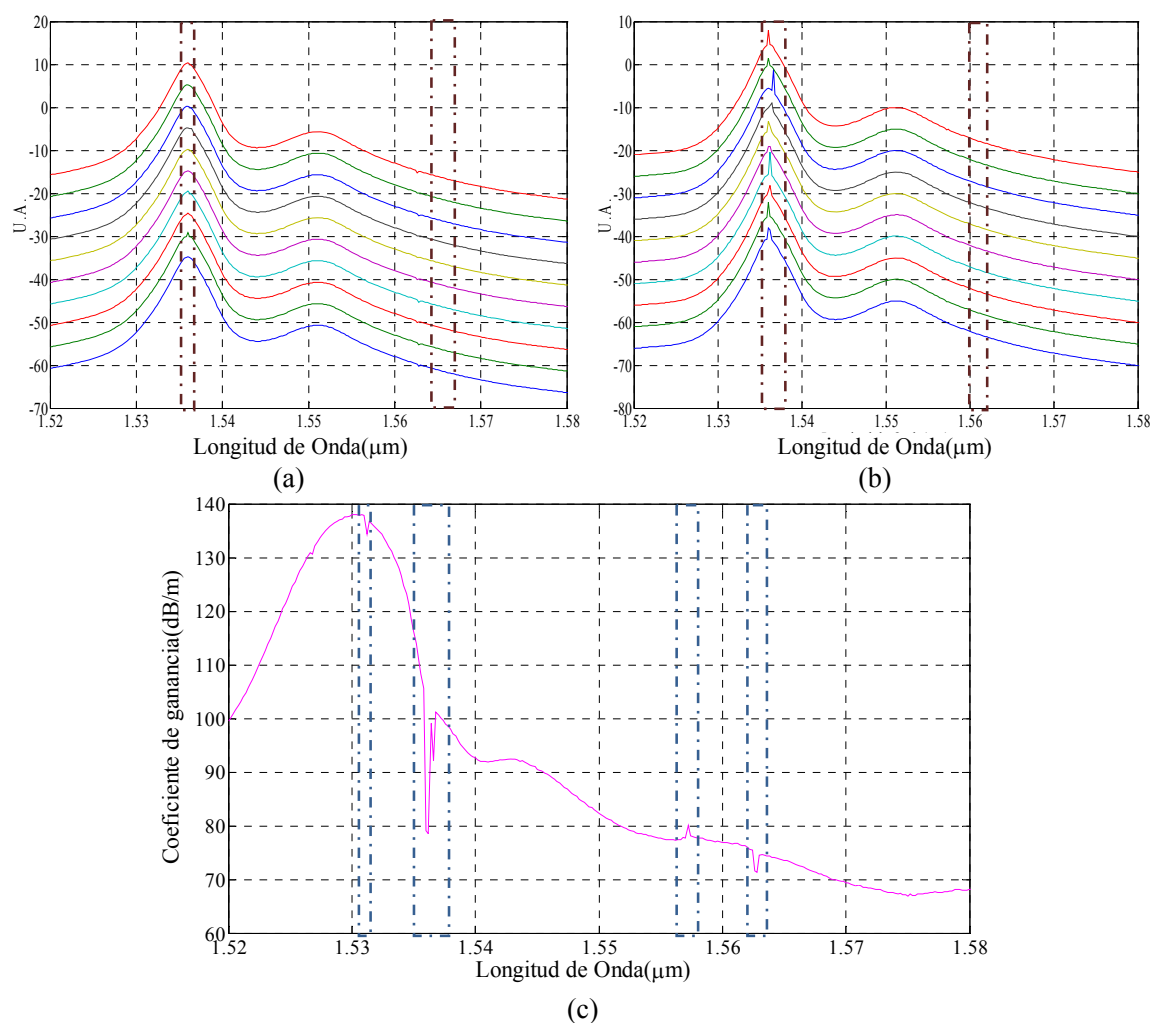 20
10
0
-10
-20
-30
-40
-50
-60
-70
U.A.
1.52 1.53 1.54 1.55 1.56 1.57 1.58
Longitud de Onda(μm)
(a)
20
10
0
-10
-20
-30
-40
-50
-60
-70
-80
U.A.
1.52 1.53 1.54 1.55 1.56 1.57 1.58
Longitud de Onda(μm)
(b)
140
130
120
110
100
90
80
70
60
Coeficiente de ganancia(dB/m)
1.52 1.53 1.54 1.55 1.56 1.57 1.58
Longitud de Onda(μm)
(c)